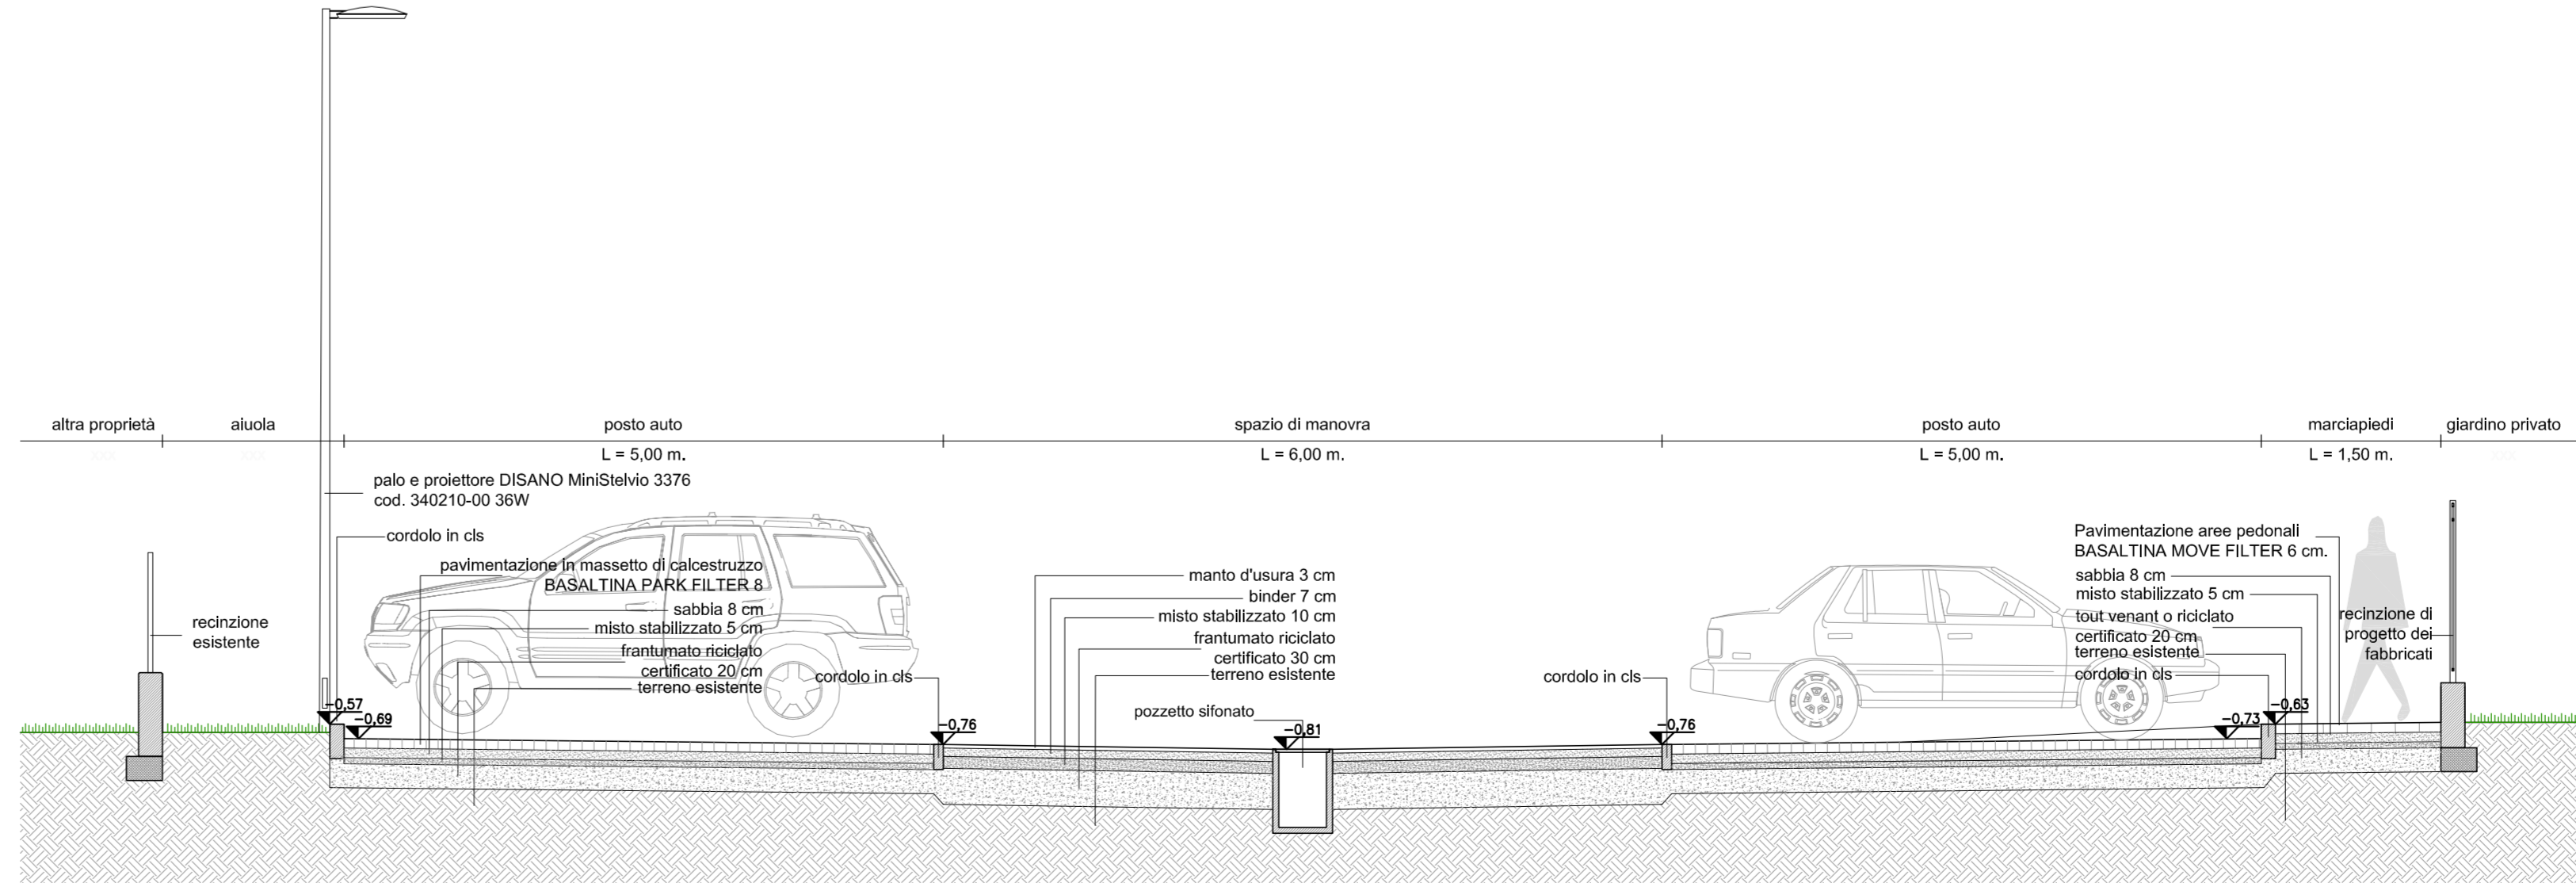 altra proprietà
aiuola
posto auto
spazio di manovra
posto auto
marciapiedi
giardino privato
xxx
xxx
L = 5,00 m.
L = 6,00 m.
L = 5,00 m.
L = 1,50 m.
xxx
palo e proiettore DISANO MiniStelvio 3376
cod. 340210-00 36W
cordolo in cls
pavimentazione in massetto di calcestruzzo
BASALTINA PARK FILTER 8
sabbia 8 cm
misto stabilizzato 5 cm
frantumato riciclato
certificato 20 cm
terreno esistente
recinzione
esistente
cordolo in cls
manto d'usura 3 cm
binder 7 cm
misto stabilizzato 10 cm
frantumato riciclato
certificato 30 cm
terreno esistente
pozzetto sifonato
cordolo in cls
Pavimentazione aree pedonali
BASALTINA MOVE FILTER 6 cm.
sabbia 8 cm
misto stabilizzato 5 cm
tout venant o riciclato
certificato 20 cm
terreno esistente
cordolo in cls
recinzione di
progetto dei
fabbricati
-0,57
-0,69
-0,76
-0,81
-0,76
-0,73
-0,63